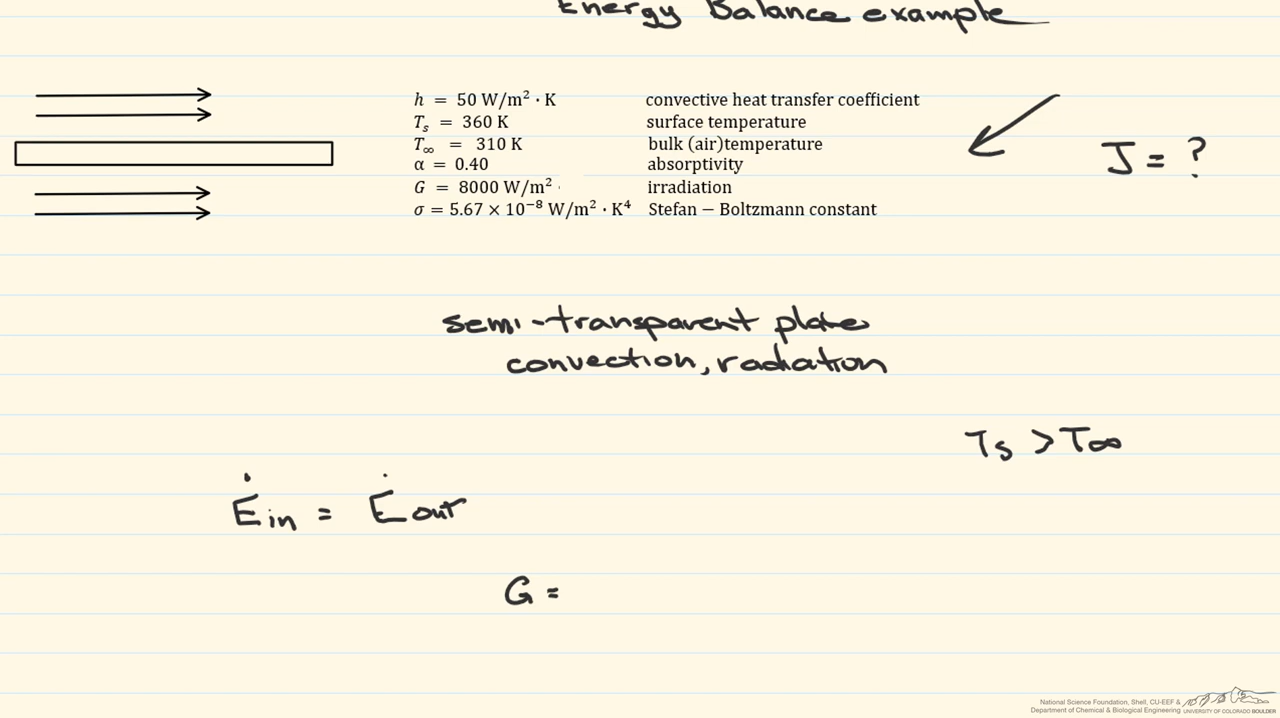 Energy Balance example
h = 50 W/m² · K convective heat transfer coefficient
Tₛ = 360 K surface temperature
T∞ = 310 K bulk (air)temperature
α = 0.40 absorptivity
G = 8000 W/m² irradiation
σ = 5.67 × 10⁻⁸ W/m² · K⁴ Stefan − Boltzmann constant
J = ?
semi-transparent plate
convection, radiation
Tₛ > T∞
Ėin = Ėout
G =
National Science Foundation, Shell, CU-EEF &
Department of Chemical & Biological Engineering UNIVERSITY OF COLORADO BOULDER